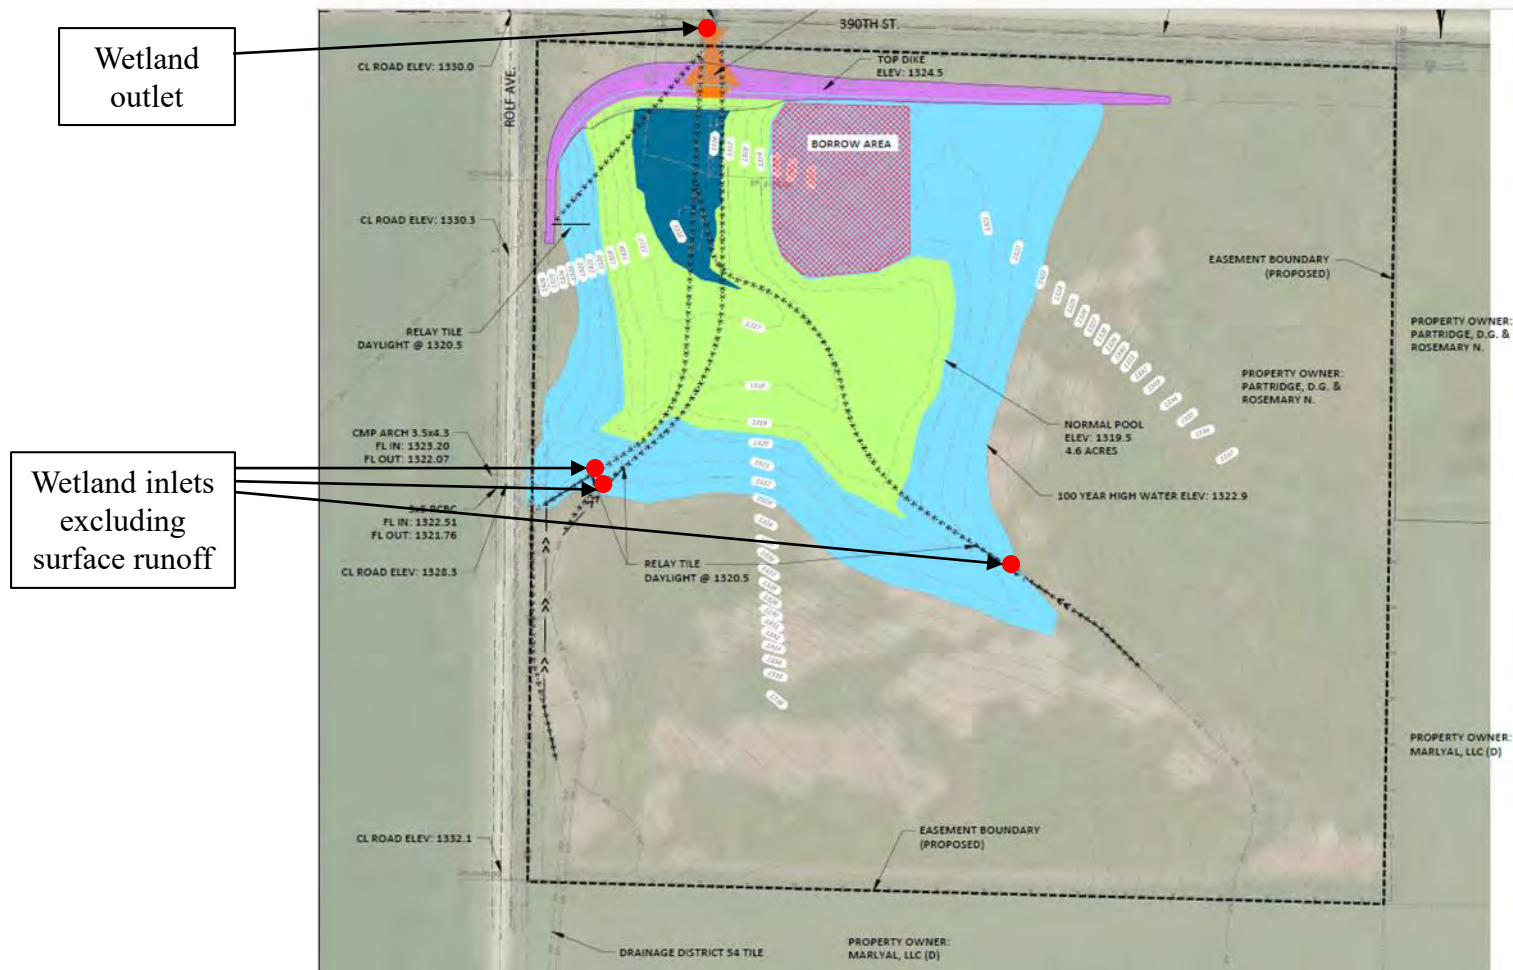 Wetland
outlet
390TH ST.
CL ROAD ELEV: 1330.0
TOP DIKE
ELEV: 1324.5
ROLF AVE.
BORROW AREA
CL ROAD ELEV: 1330.3
EASEMENT BOUNDARY
(PROPOSED)
RELAY TILE
DAYLIGHT @ 1320.5
PROPERTY OWNER:
PARTRIDGE, D.G. &
ROSEMARY N.
PROPERTY OWNER:
PARTRIDGE, D.G. &
ROSEMARY N.
1317
1318
1319
1320
NORMAL POOL
ELEV: 1319.5
4.6 ACRES
CMP ARCH 3.5x4.3
FL IN: 1323.20
FL OUT: 1322.07
Wetland inlets
excluding
surface runoff
FL IN: 1322.51
FL OUT: 1321.76
100 YEAR HIGH WATER ELEV: 1322.9
CL ROAD ELEV: 1328.3
RELAY TILE
DAYLIGHT @ 1320.5
PROPERTY OWNER:
MARLYAL, LLC (D)
CL ROAD ELEV: 1332.1
EASEMENT BOUNDARY
(PROPOSED)
DRAINAGE DISTRICT 54 TILE
PROPERTY OWNER:
MARLYAL, LLC (D)